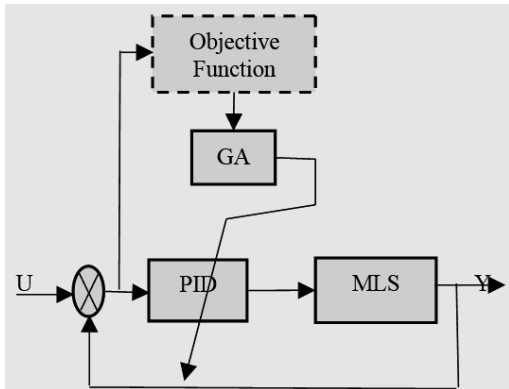 Objective
Function
GA
U
PID
MLS
Y